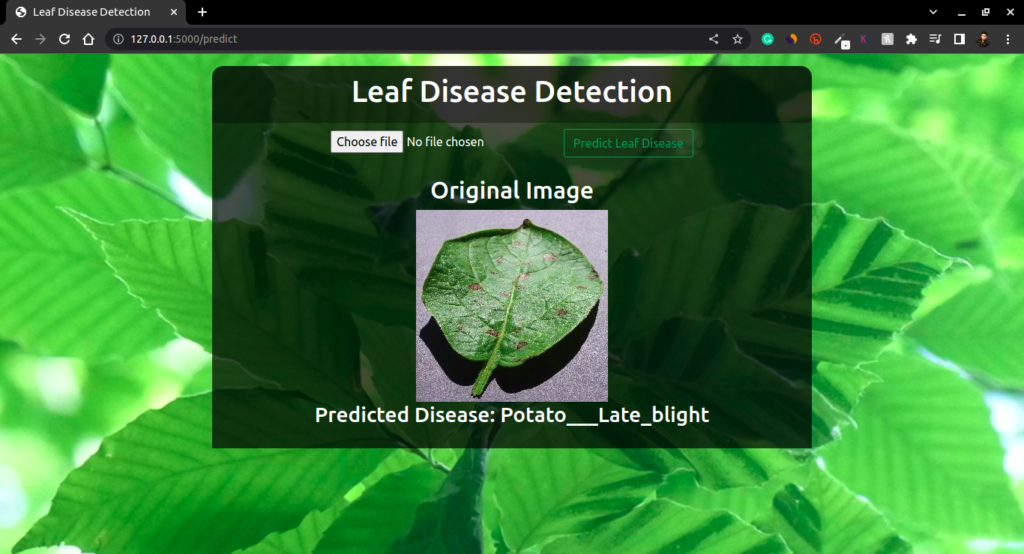 Leaf Disease Detection
127.0.0.1:5000/predict
Leaf Disease Detection
Choose file No file chosen
Predict Leaf Disease
Original Image
Predicted Disease: Potato___Late_blight